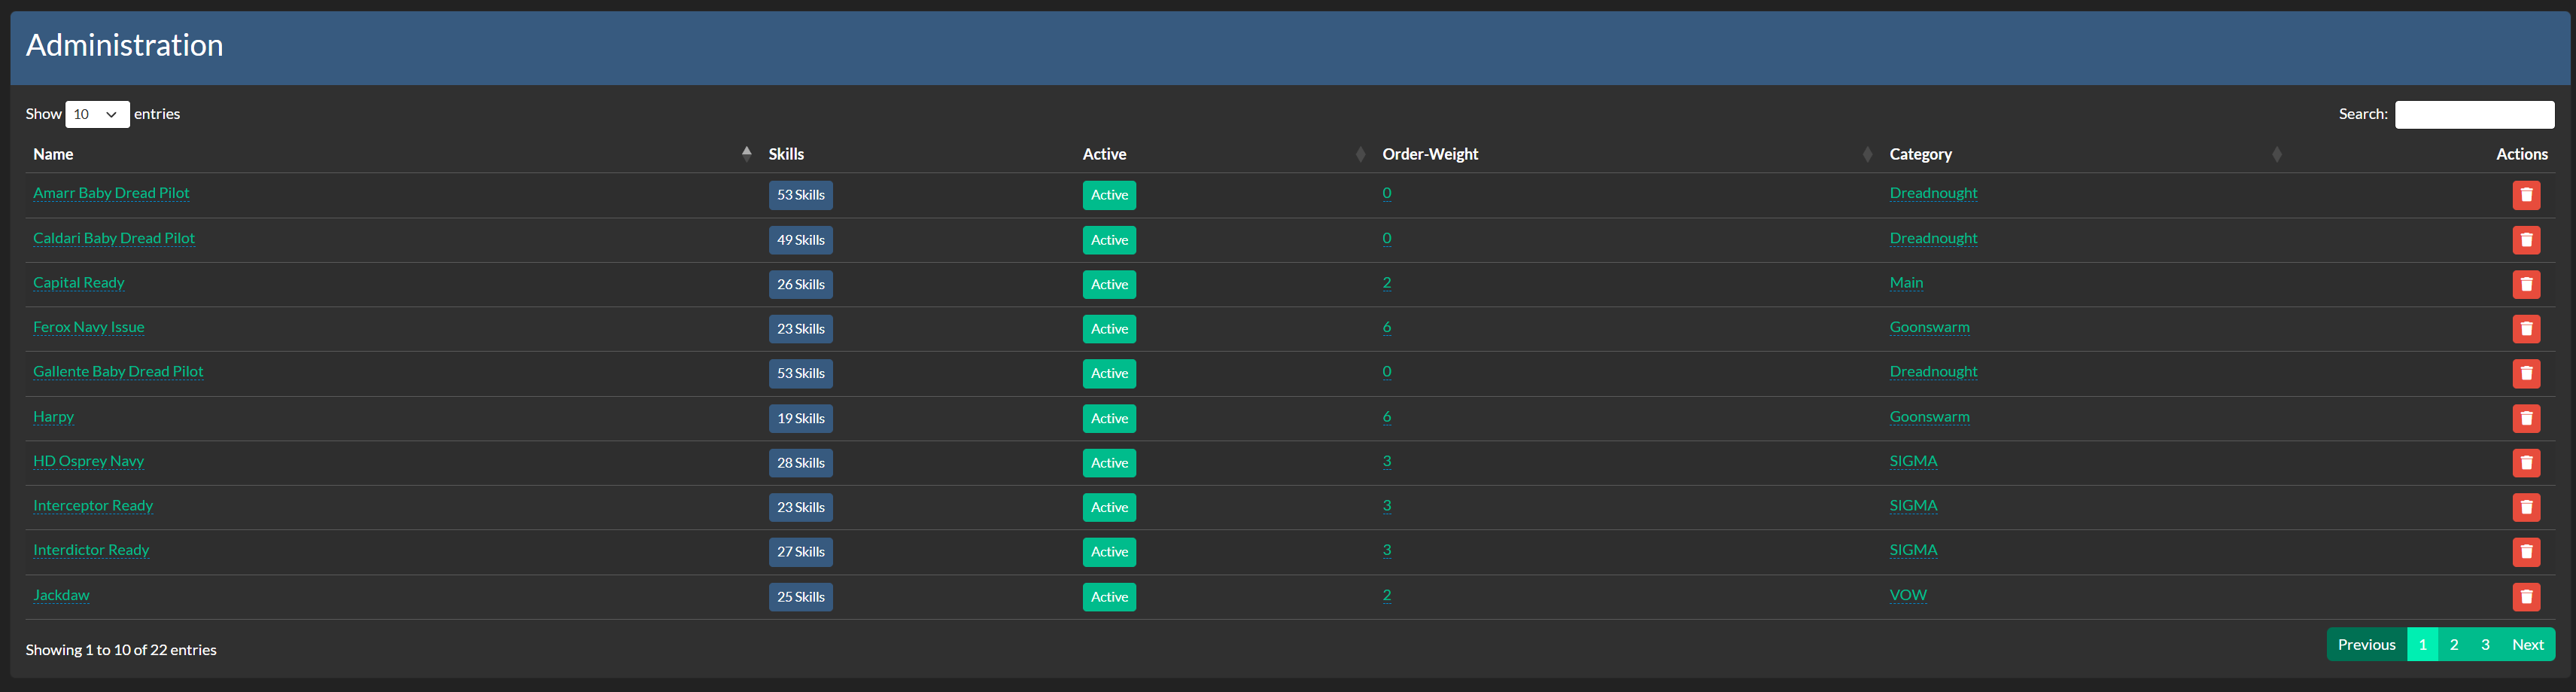 Administration
Show 10 entries Search:
Name Skills Active Order-Weight Category Actions
Amarr Baby Dread Pilot 53 Skills Active 0 Dreadnought
Caldari Baby Dread Pilot 49 Skills Active 0 Dreadnought
Capital Ready 26 Skills Active 2 Main
Ferox Navy Issue 23 Skills Active 6 Goonswarm
Gallente Baby Dread Pilot 53 Skills Active 0 Dreadnought
Harpy 19 Skills Active 6 Goonswarm
HD Osprey Navy 28 Skills Active 3 SIGMA
Interceptor Ready 23 Skills Active 3 SIGMA
Interdictor Ready 27 Skills Active 3 SIGMA
Jackdaw 25 Skills Active 2 VOW
Showing 1 to 10 of 22 entries Previous 1 2 3 Next